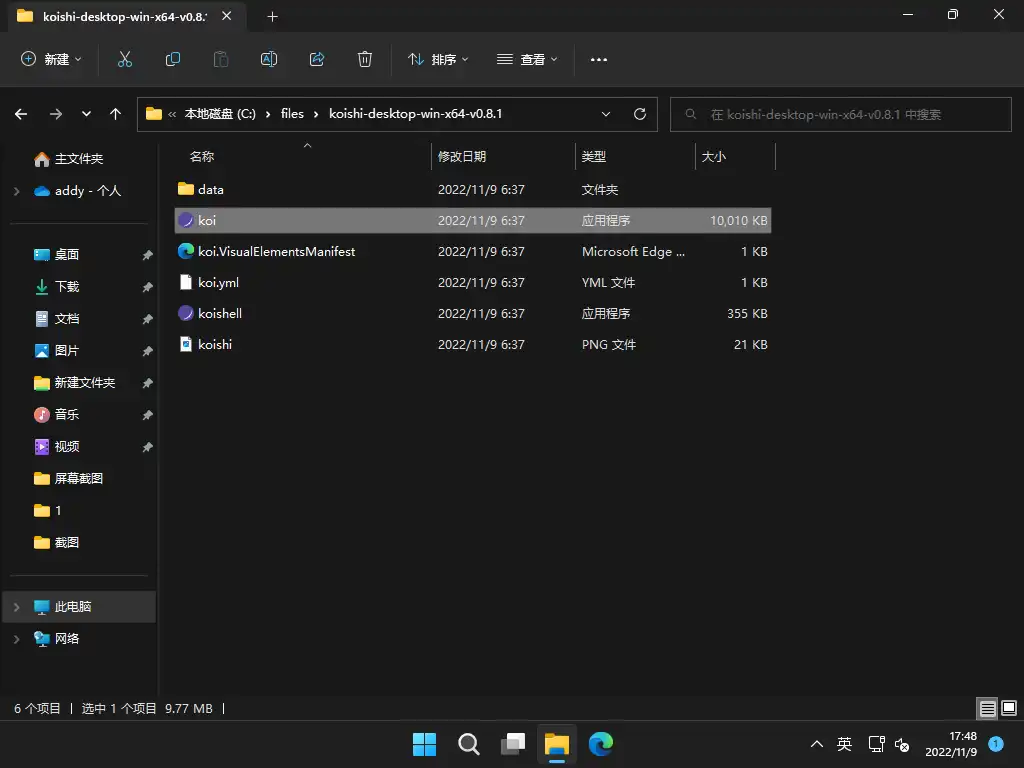 koishi-desktop-win-x64-v0.8.
新建
排序
查看
« 本地磁盘 (C:) › files › koishi-desktop-win-x64-v0.8.1
在 koishi-desktop-win-x64-v0.8.1 中搜索
主文件夹
addy - 个人
桌面
下载
文档
图片
新建文件夹
音乐
视频
屏幕截图
1
截图
此电脑
网络
名称 修改日期 类型 大小
data 2022/11/9 6:37 文件夹
koi 2022/11/9 6:37 应用程序 10,010 KB
koi.VisualElementsManifest 2022/11/9 6:37 Microsoft Edge ... 1 KB
koi.yml 2022/11/9 6:37 YML 文件 1 KB
koishell 2022/11/9 6:37 应用程序 355 KB
koishi 2022/11/9 6:37 PNG 文件 21 KB
6 个项目 | 选中 1 个项目 9.77 MB |
英
17:48
2022/11/9
1